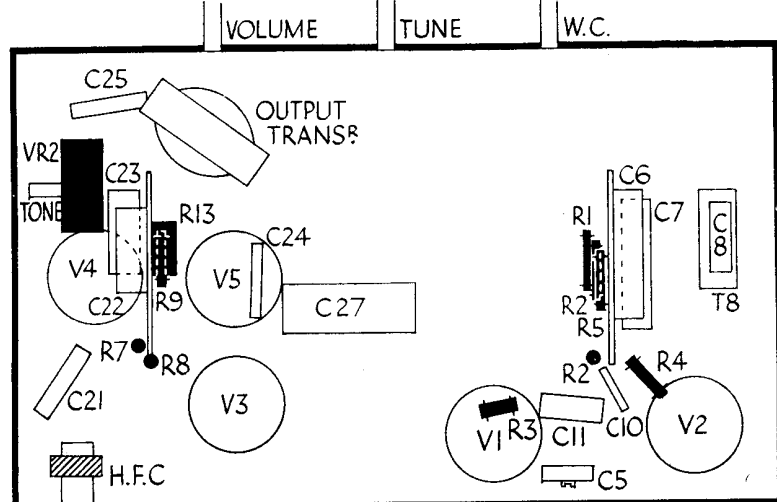 VOLUME
TUNE
W.C.
C25
OUTPUT
TRANSR.
VR2
C23
C6
TONE
R13
R1
C7
C8
V4
V5
C24
C22
R9
C27
R2
R5
T8
R7
R8
R2
R4
C21
V3
V1
R3
C11
C10
V2
H.F.C
C5